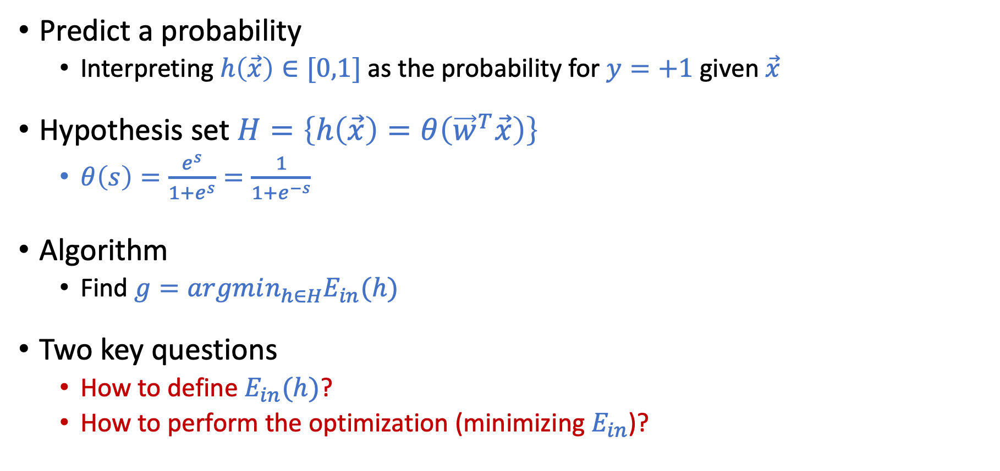 • Predict a probability
• Interpreting $h(\vec{x}) \in [0,1]$ as the probability for $y = +1$ given $\vec{x}$
• Hypothesis set $H = \{h(\vec{x}) = \theta(\vec{w}^T \vec{x})\}$
• $\theta(s) = \frac{e^s}{1+e^s} = \frac{1}{1+e^{-s}}$
• Algorithm
• Find $g = argmin_{h \in H} E_{in}(h)$
• Two key questions
• How to define $E_{in}(h)$?
• How to perform the optimization (minimizing $E_{in}$)?